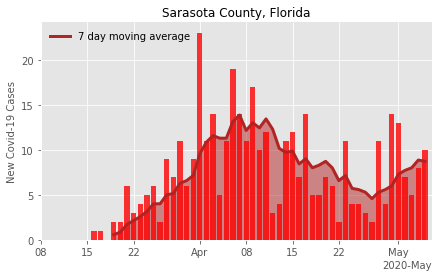 Sarasota County, Florida
7 day moving average
New Covid-19 Cases
20
15
10
5
0
08 15 22 Apr 08 15 22 May
2020-May